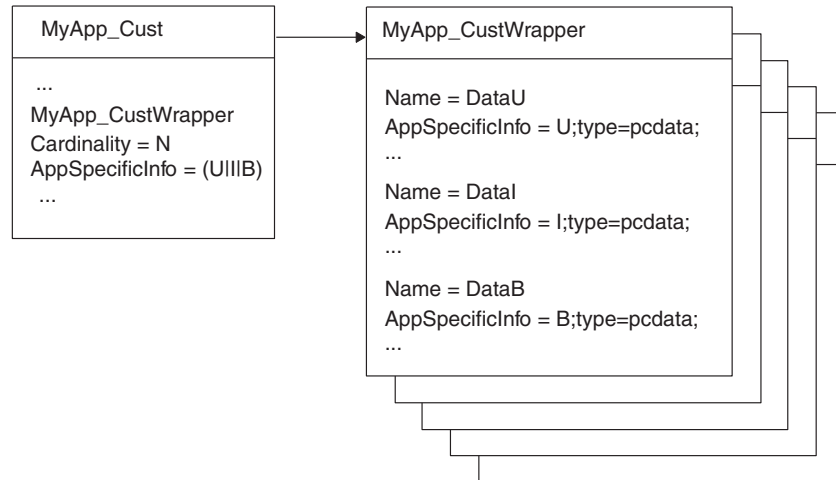 MyApp_Cust
...
MyApp_CustWrapper
Cardinality = N
AppSpecificInfo = (U|I|B)
...
MyApp_CustWrapper
Name = DataU
AppSpecificInfo = U;type=pcdata;
...
Name = DataI
AppSpecificInfo = I;type=pcdata;
...
Name = DataB
AppSpecificInfo = B;type=pcdata;
...